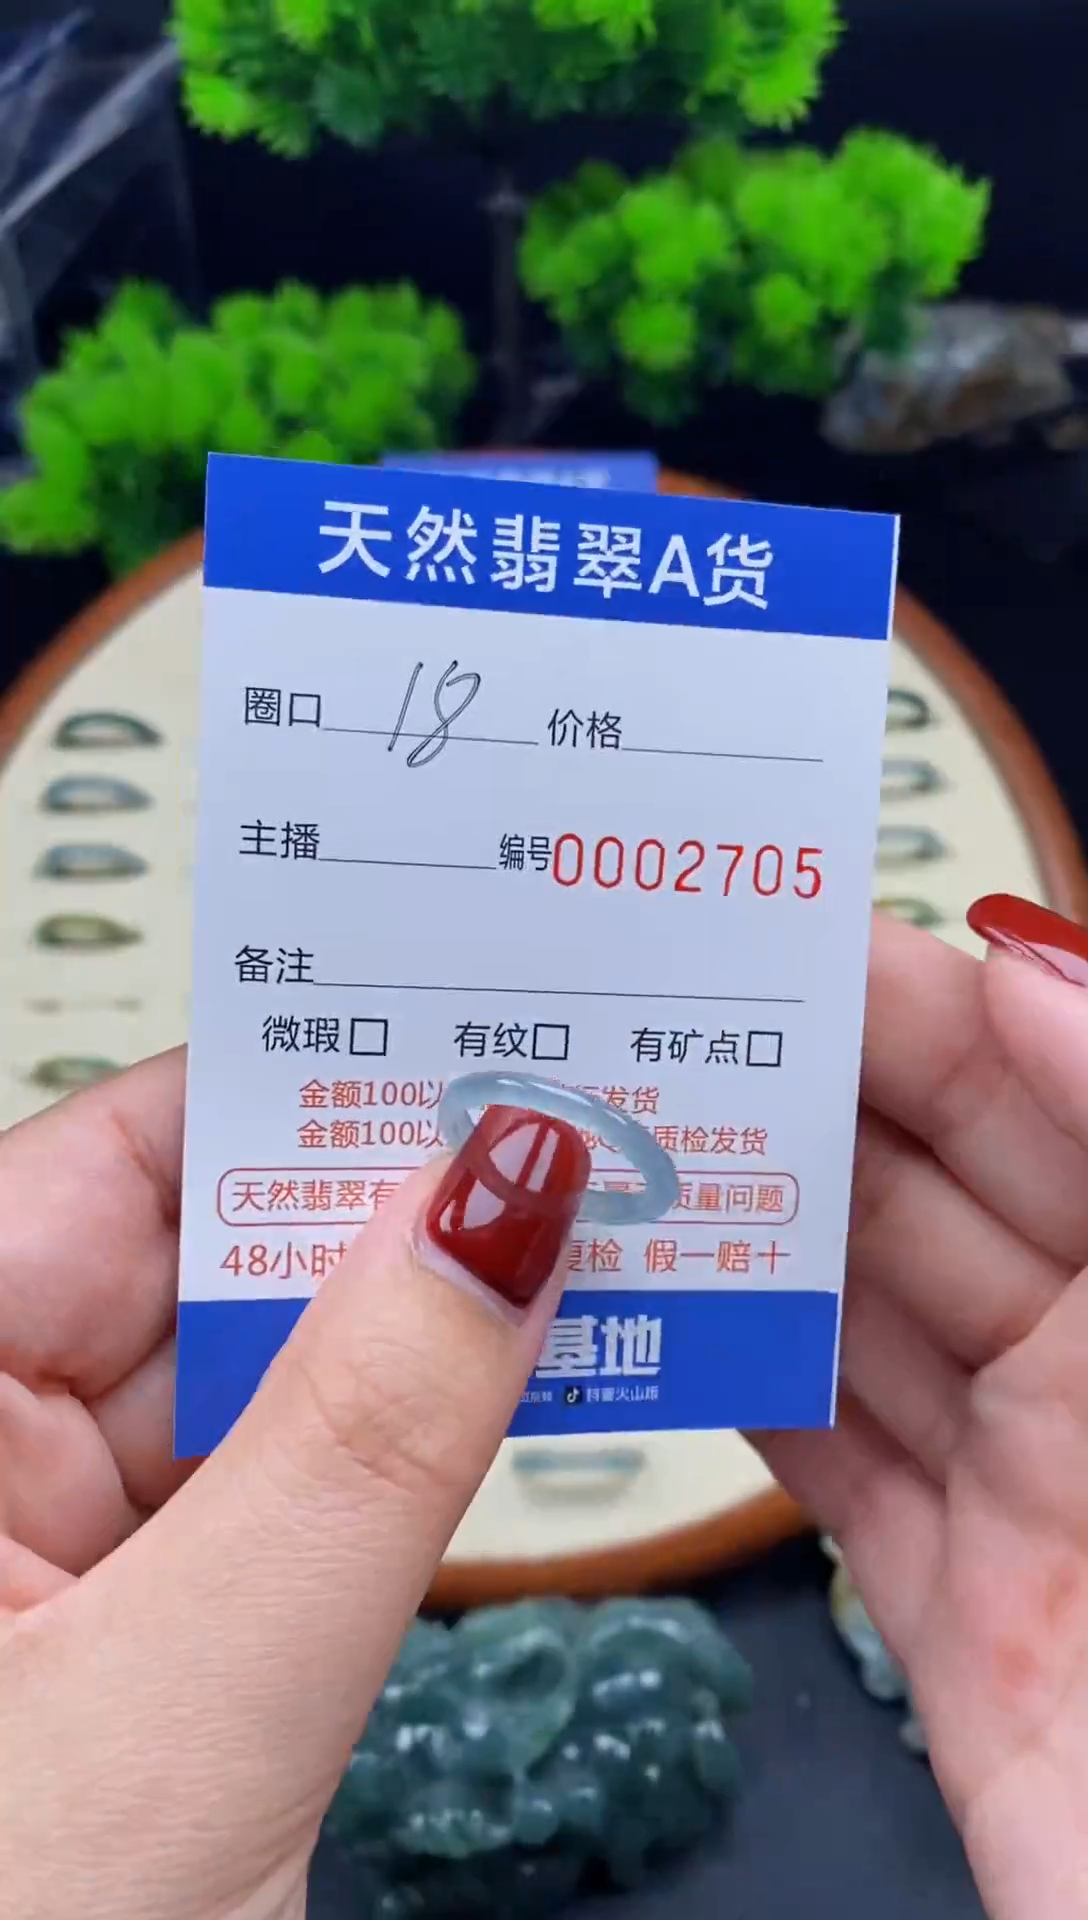 天然翡翠A货
圈口 18 价格
主播 编号0002705
备注
微瑕□ 有纹□ 有矿点□
金额100以 发货
金额100以 质检发货
天然翡翠有 质量问题
48小时 复检 假一赔十
基地
抖音火山版